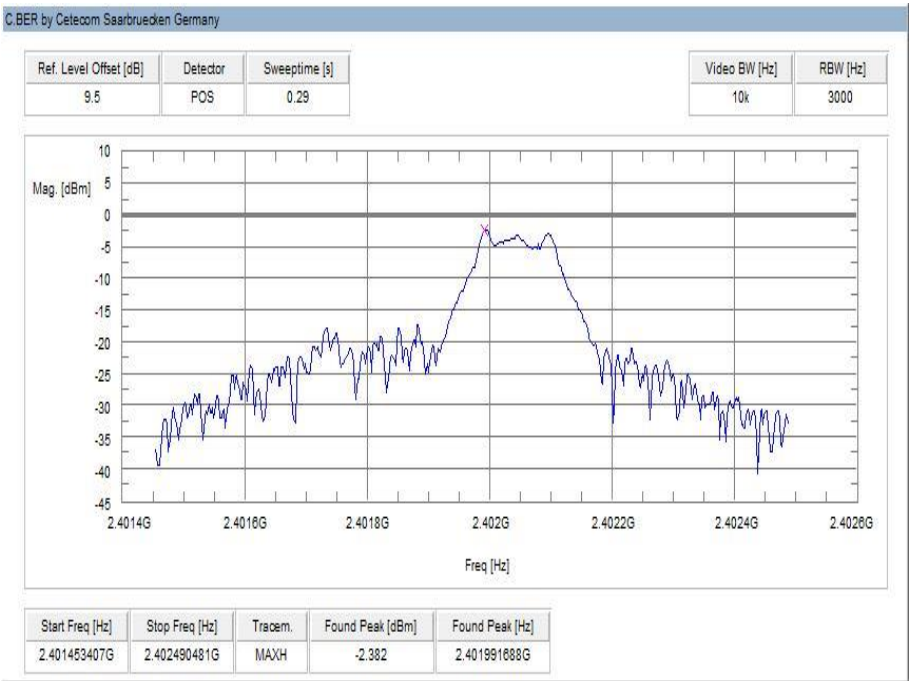 C.BER by Cetecom Saarbruecken Germany
Ref. Level Offset [dB] Detector Sweeptime [s] Video BW [Hz] RBW [Hz]
9.5 POS 0.29 10k 3000
Mag. [dBm]
10
5
0
-5
-10
-15
-20
-25
-30
-35
-40
-45
2.4014G 2.4016G 2.4018G 2.402G 2.4022G 2.4024G 2.4026G
Freq [Hz]
Start Freq [Hz] Stop Freq [Hz] Tracem. Found Peak [dBm] Found Peak [Hz]
2.401453407G 2.402490481G MAXH -2.382 2.401991688G